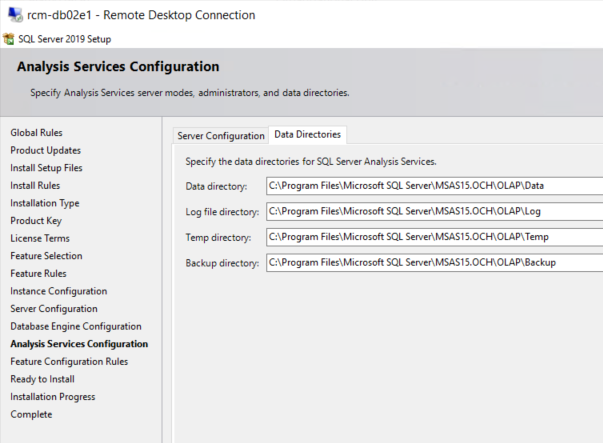 rcm-db02e1 - Remote Desktop Connection
SQL Server 2019 Setup
Analysis Services Configuration
Specify Analysis Services server modes, administrators, and data directories.
Global Rules
Product Updates
Install Setup Files
Install Rules
Installation Type
Product Key
License Terms
Feature Selection
Feature Rules
Instance Configuration
Server Configuration
Database Engine Configuration
Analysis Services Configuration
Feature Configuration Rules
Ready to Install
Installation Progress
Complete
Server Configuration Data Directories
Specify the data directories for SQL Server Analysis Services.
Data directory: C:\Program Files\Microsoft SQL Server\MSAS15.OCH\OLAP\Data
Log file directory: C:\Program Files\Microsoft SQL Server\MSAS15.OCH\OLAP\Log
Temp directory: C:\Program Files\Microsoft SQL Server\MSAS15.OCH\OLAP\Temp
Backup directory: C:\Program Files\Microsoft SQL Server\MSAS15.OCH\OLAP\Backup